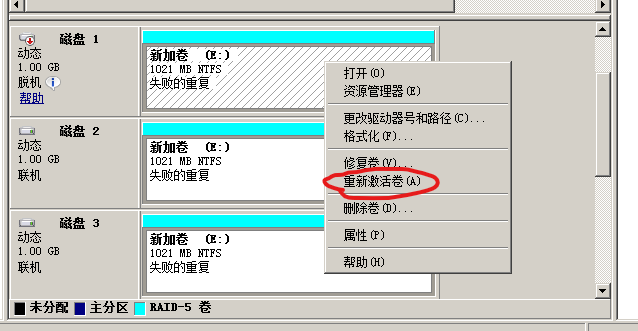 磁盘 1
动态
1.00 GB
脱机
帮助
新加卷 (E:)
1021 MB NTFS
失败的重复
磁盘 2
动态
1.00 GB
联机
新加卷 (E:)
1021 MB NTFS
失败的重复
磁盘 3
动态
1.00 GB
联机
新加卷 (E:)
1021 MB NTFS
失败的重复
打开(O)
资源管理器(E)
更改驱动器号和路径(C)...
格式化(F)...
修复卷(V)...
重新激活卷(A)
删除卷(D)...
属性(P)
帮助(H)
未分配 主分区 RAID-5 卷